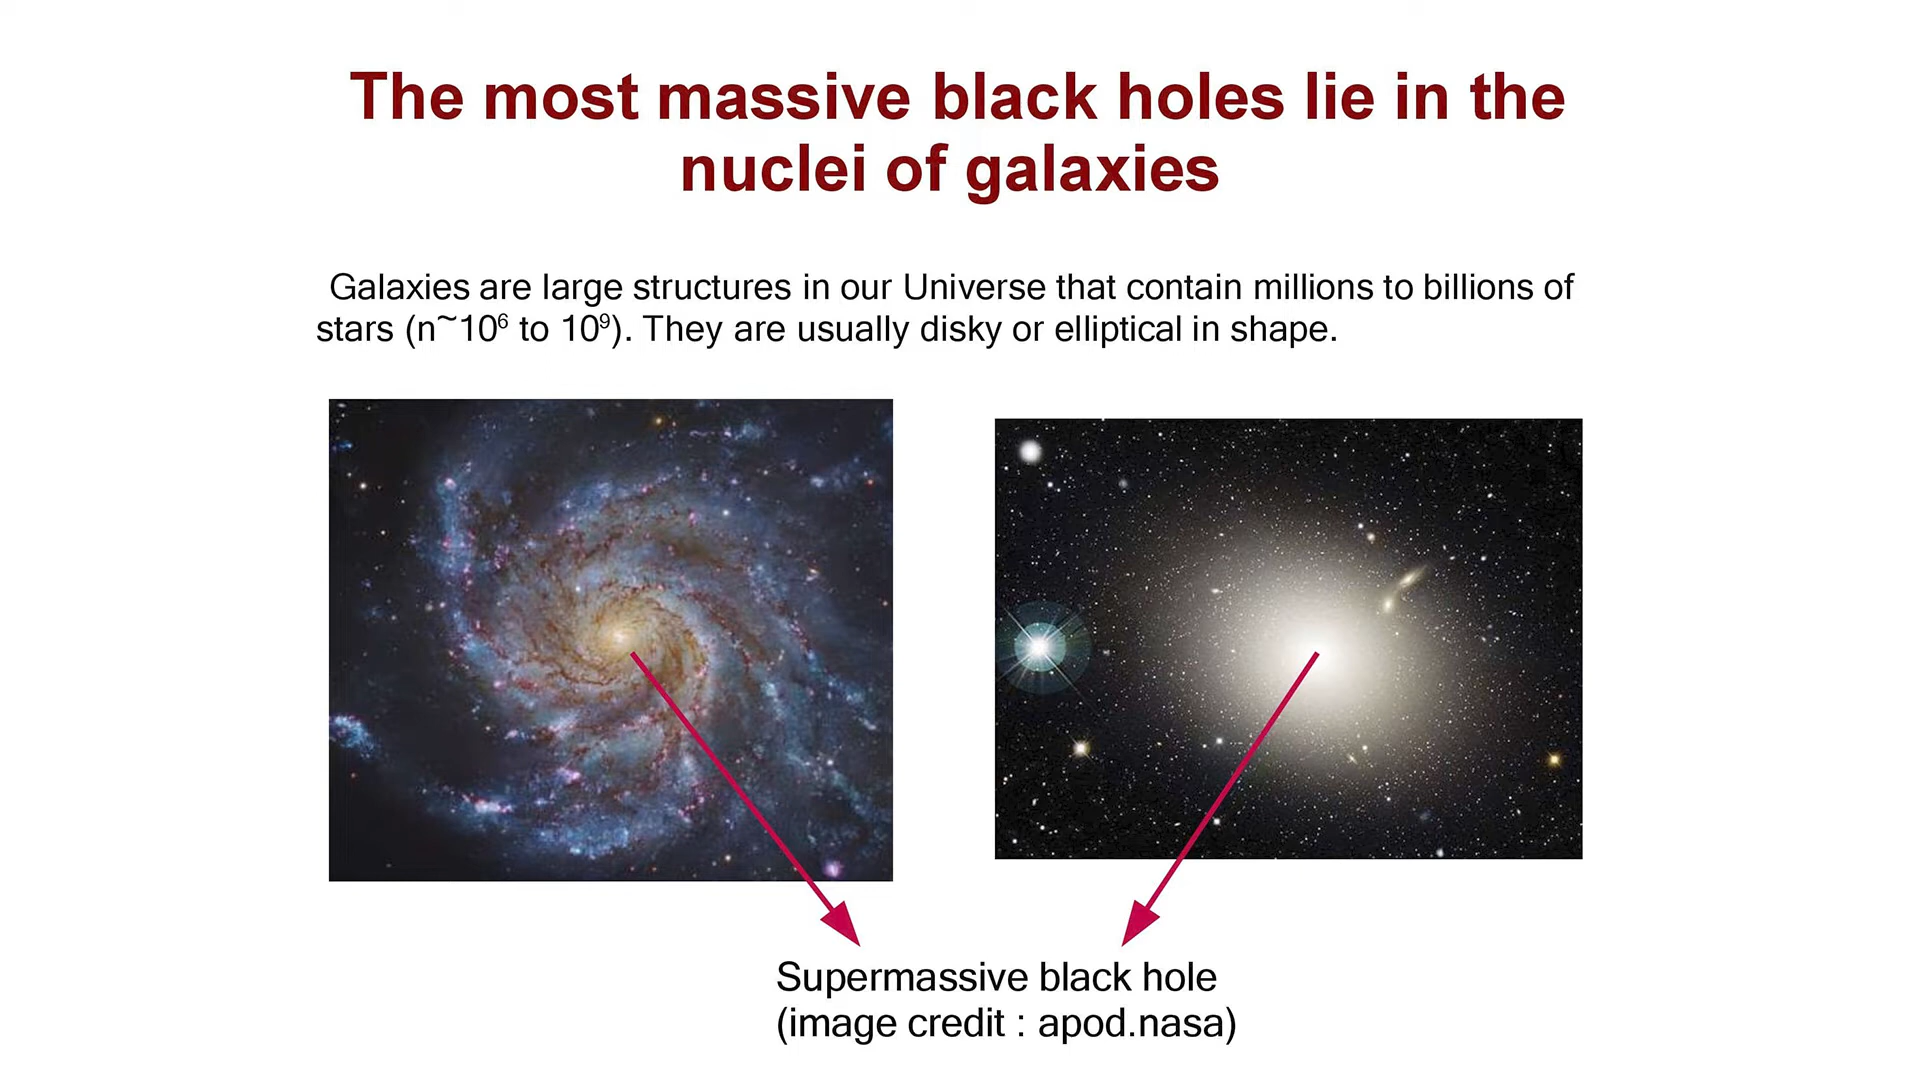 The most massive black holes lie in the
nuclei of galaxies
Galaxies are large structures in our Universe that contain millions to billions of
stars (n~10⁶ to 10⁹). They are usually disky or elliptical in shape.
Supermassive black hole
(image credit : apod.nasa)